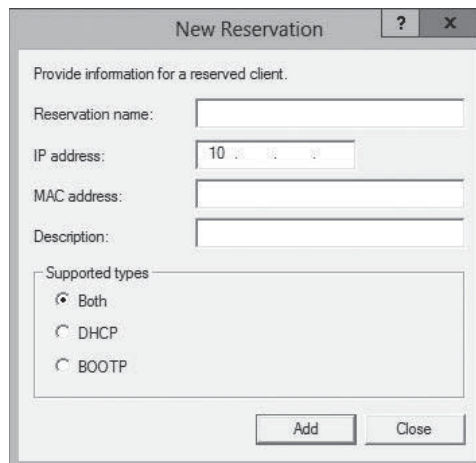 New Reservation
? x
Provide information for a reserved client.
Reservation name:
IP address: 10 . . .
MAC address:
Description:
Supported types
Both
DHCP
BOOTP
Add Close